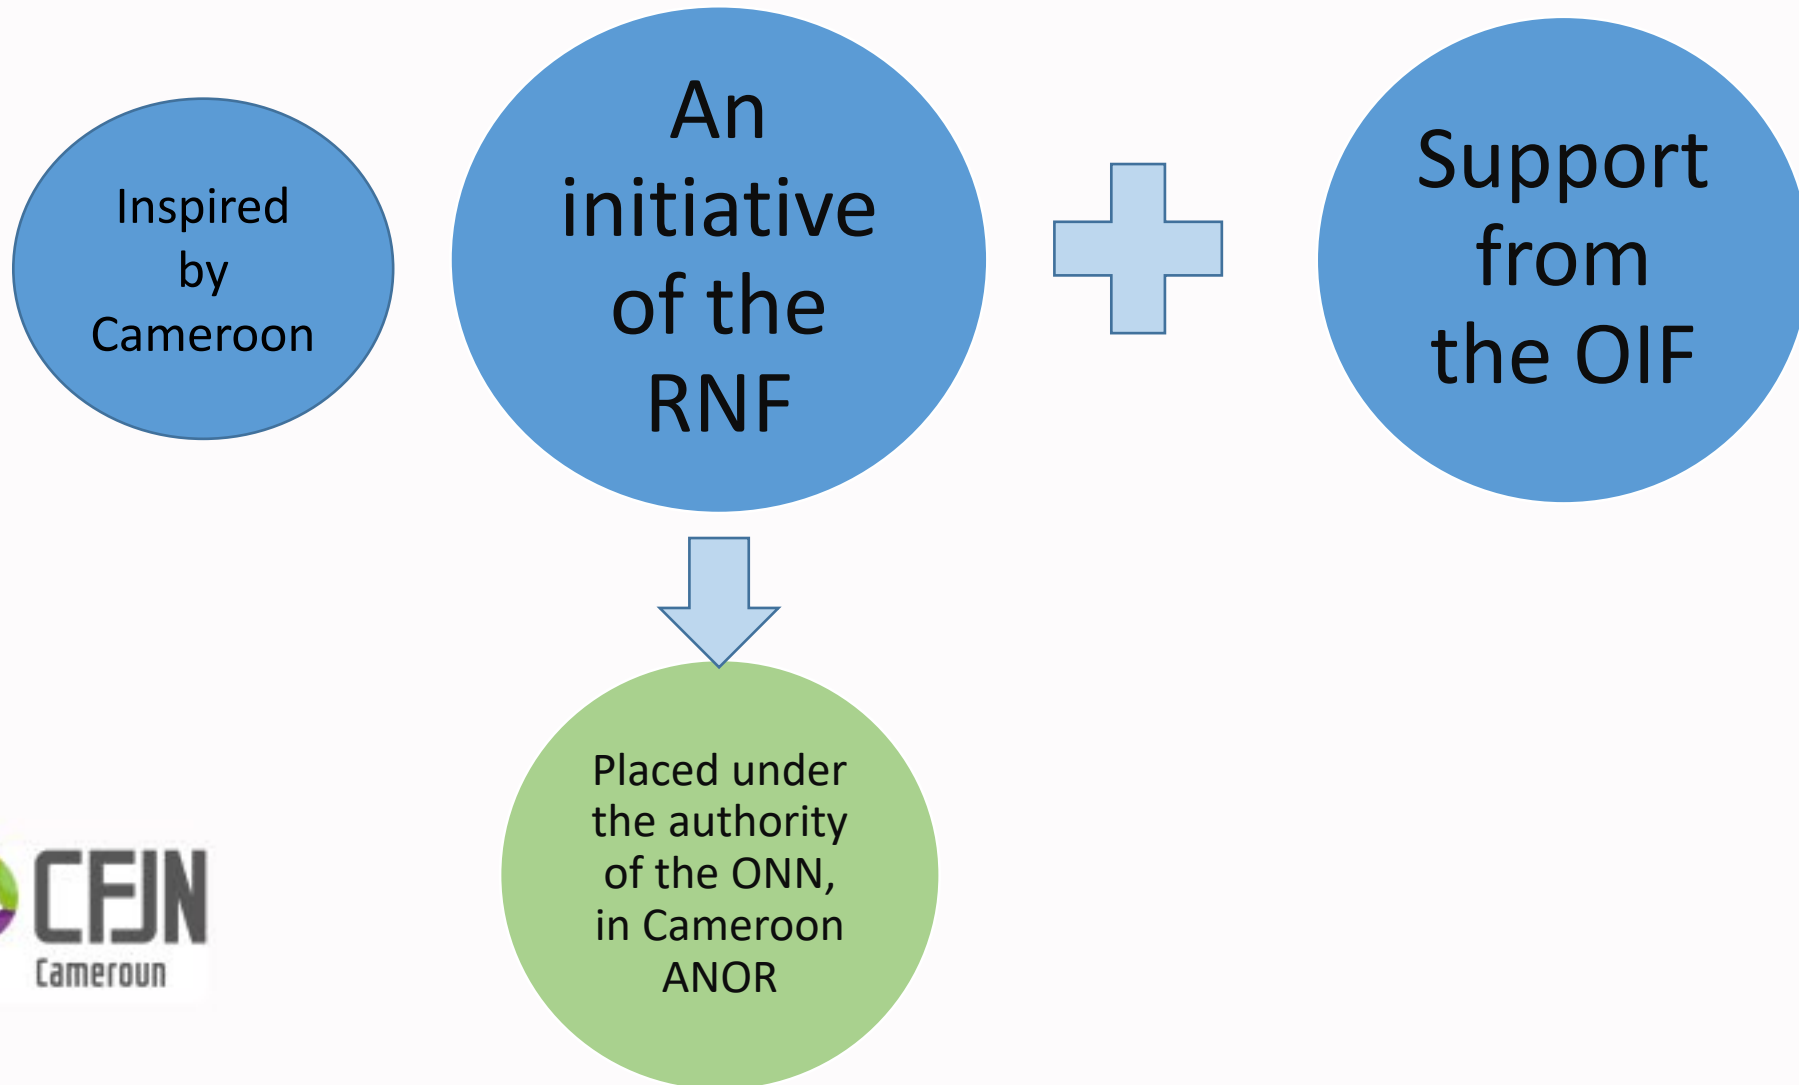 Inspired
by
Cameroon
An
initiative
of the
RNF
Support
from
the OIF
Placed under
the authority
of the ONN,
in Cameroon
ANOR
CFJN
Cameroun